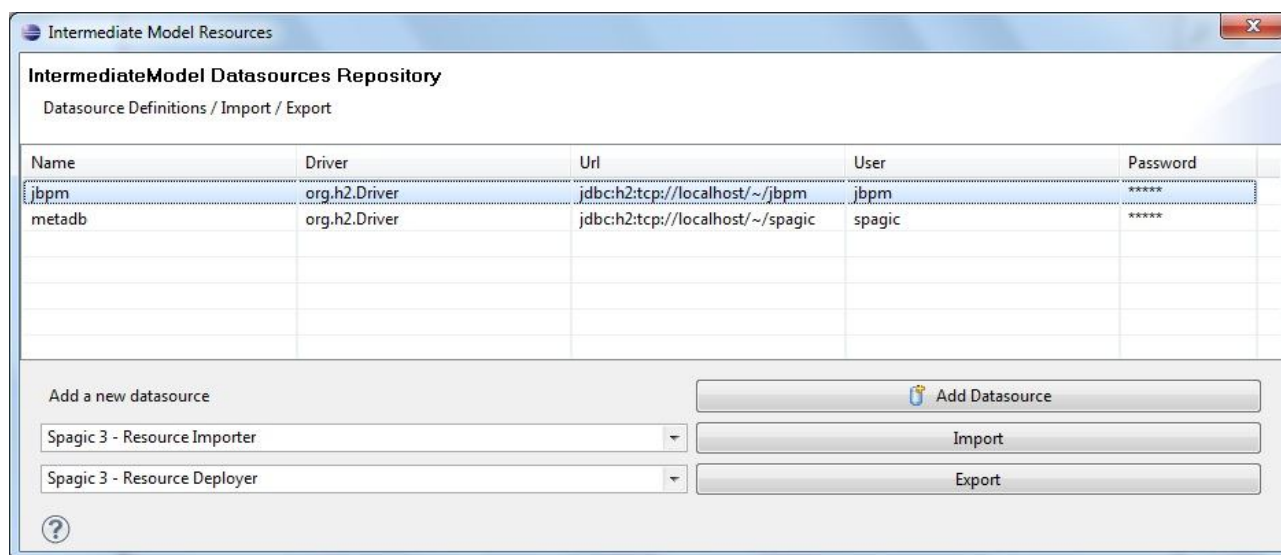 Intermediate Model Resources
IntermediateModel Datasources Repository
Datasource Definitions / Import / Export
Name Driver Url User Password
jbpm org.h2.Driver jdbc:h2:tcp://localhost/~/jbpm jbpm *****
metadb org.h2.Driver jdbc:h2:tcp://localhost/~/spagic spagic *****
Add a new datasource Add Datasource
Spagic 3 - Resource Importer Import
Spagic 3 - Resource Deployer Export
?